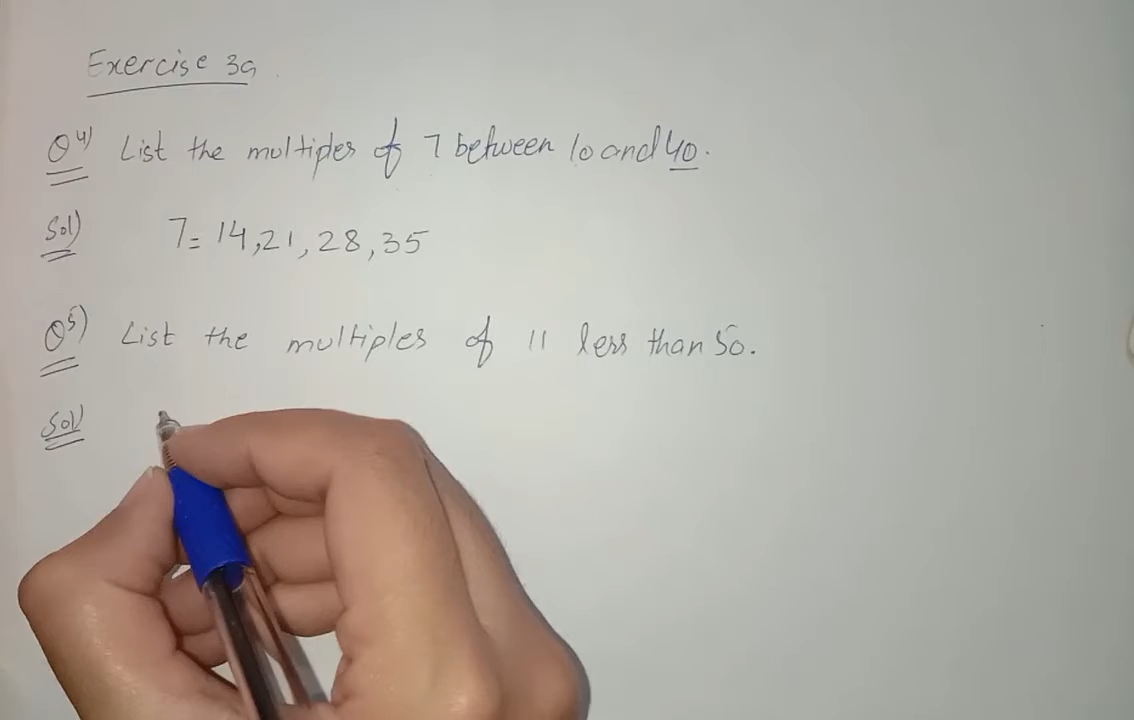 Exercise 3a
Q4) List the multiples of 7 between 10 and 40.
Sol) 7= 14,21,28,35
Q5) List the multiples of 11 less than 50.
Sol)